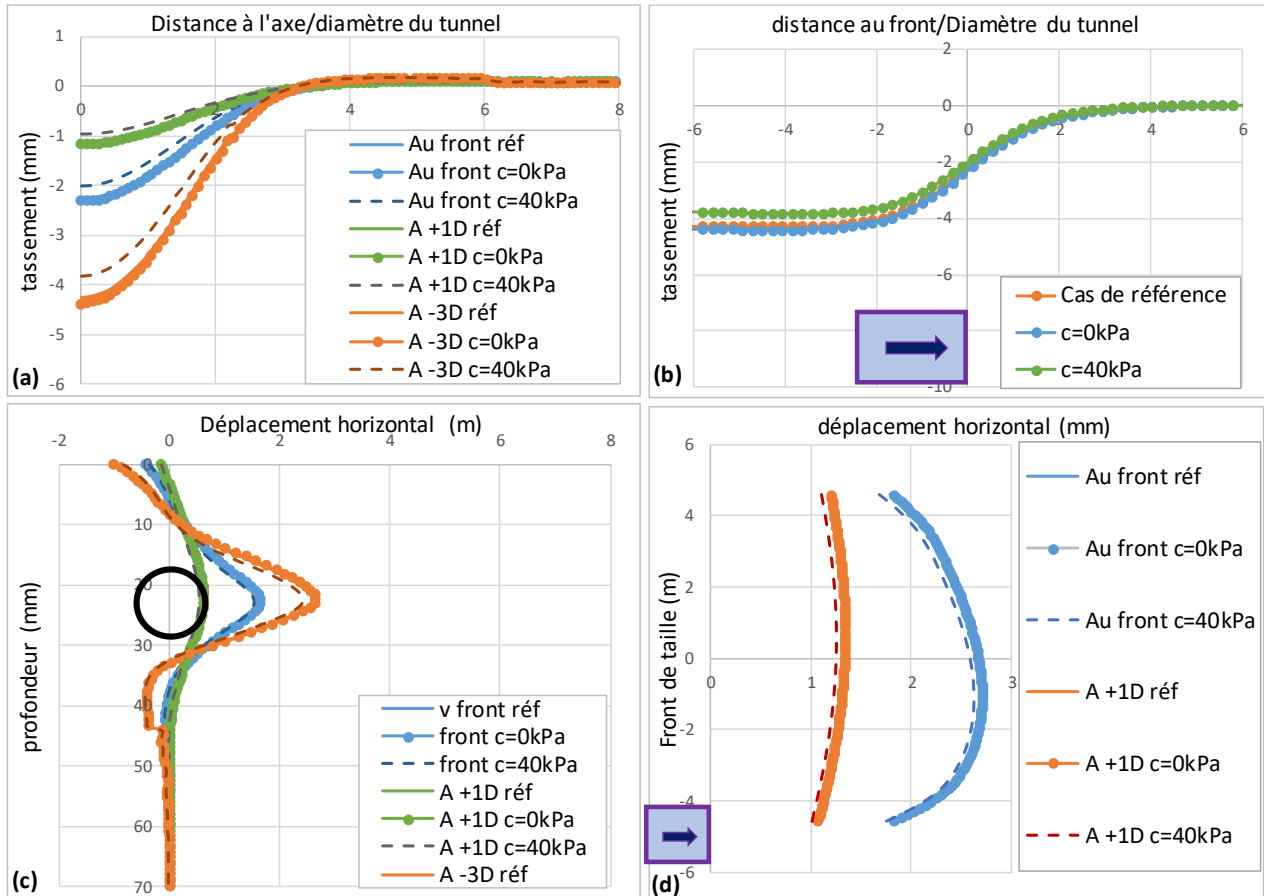 Distance à l'axe/diamètre du tunnel
1
0
-1
-2
-3
-4
-5
-6
0
2
4
6
8
tassement (mm)
Au front réf
Au front c=0kPa
Au front c=40kPa
A +1D réf
A +1D c=0kPa
A +1D c=40kPa
A -3D réf
A -3D c=0kPa
A -3D c=40kPa
(a)
distance au front/Diamètre du tunnel
2
0
-2
-4
-6
-10
-6
-4
-2
0
2
4
6
tassement (mm)
Cas de référence
c=0kPa
c=40kPa
(b)
Déplacement horizontal (m)
-2
0
2
4
6
8
0
10
20
30
40
50
60
70
profondeur (mm)
v front réf
front c=0kPa
front c=40kPa
A +1D réf
A +1D c=0kPa
A +1D c=40kPa
A -3D réf
(c)
déplacement horizontal (mm)
6
4
2
0
-2
-4
-6
0
1
2
3
Front de taille (m)
Au front réf
Au front c=0kPa
Au front c=40kPa
A +1D réf
A +1D c=0kPa
A +1D c=40kPa
(d)